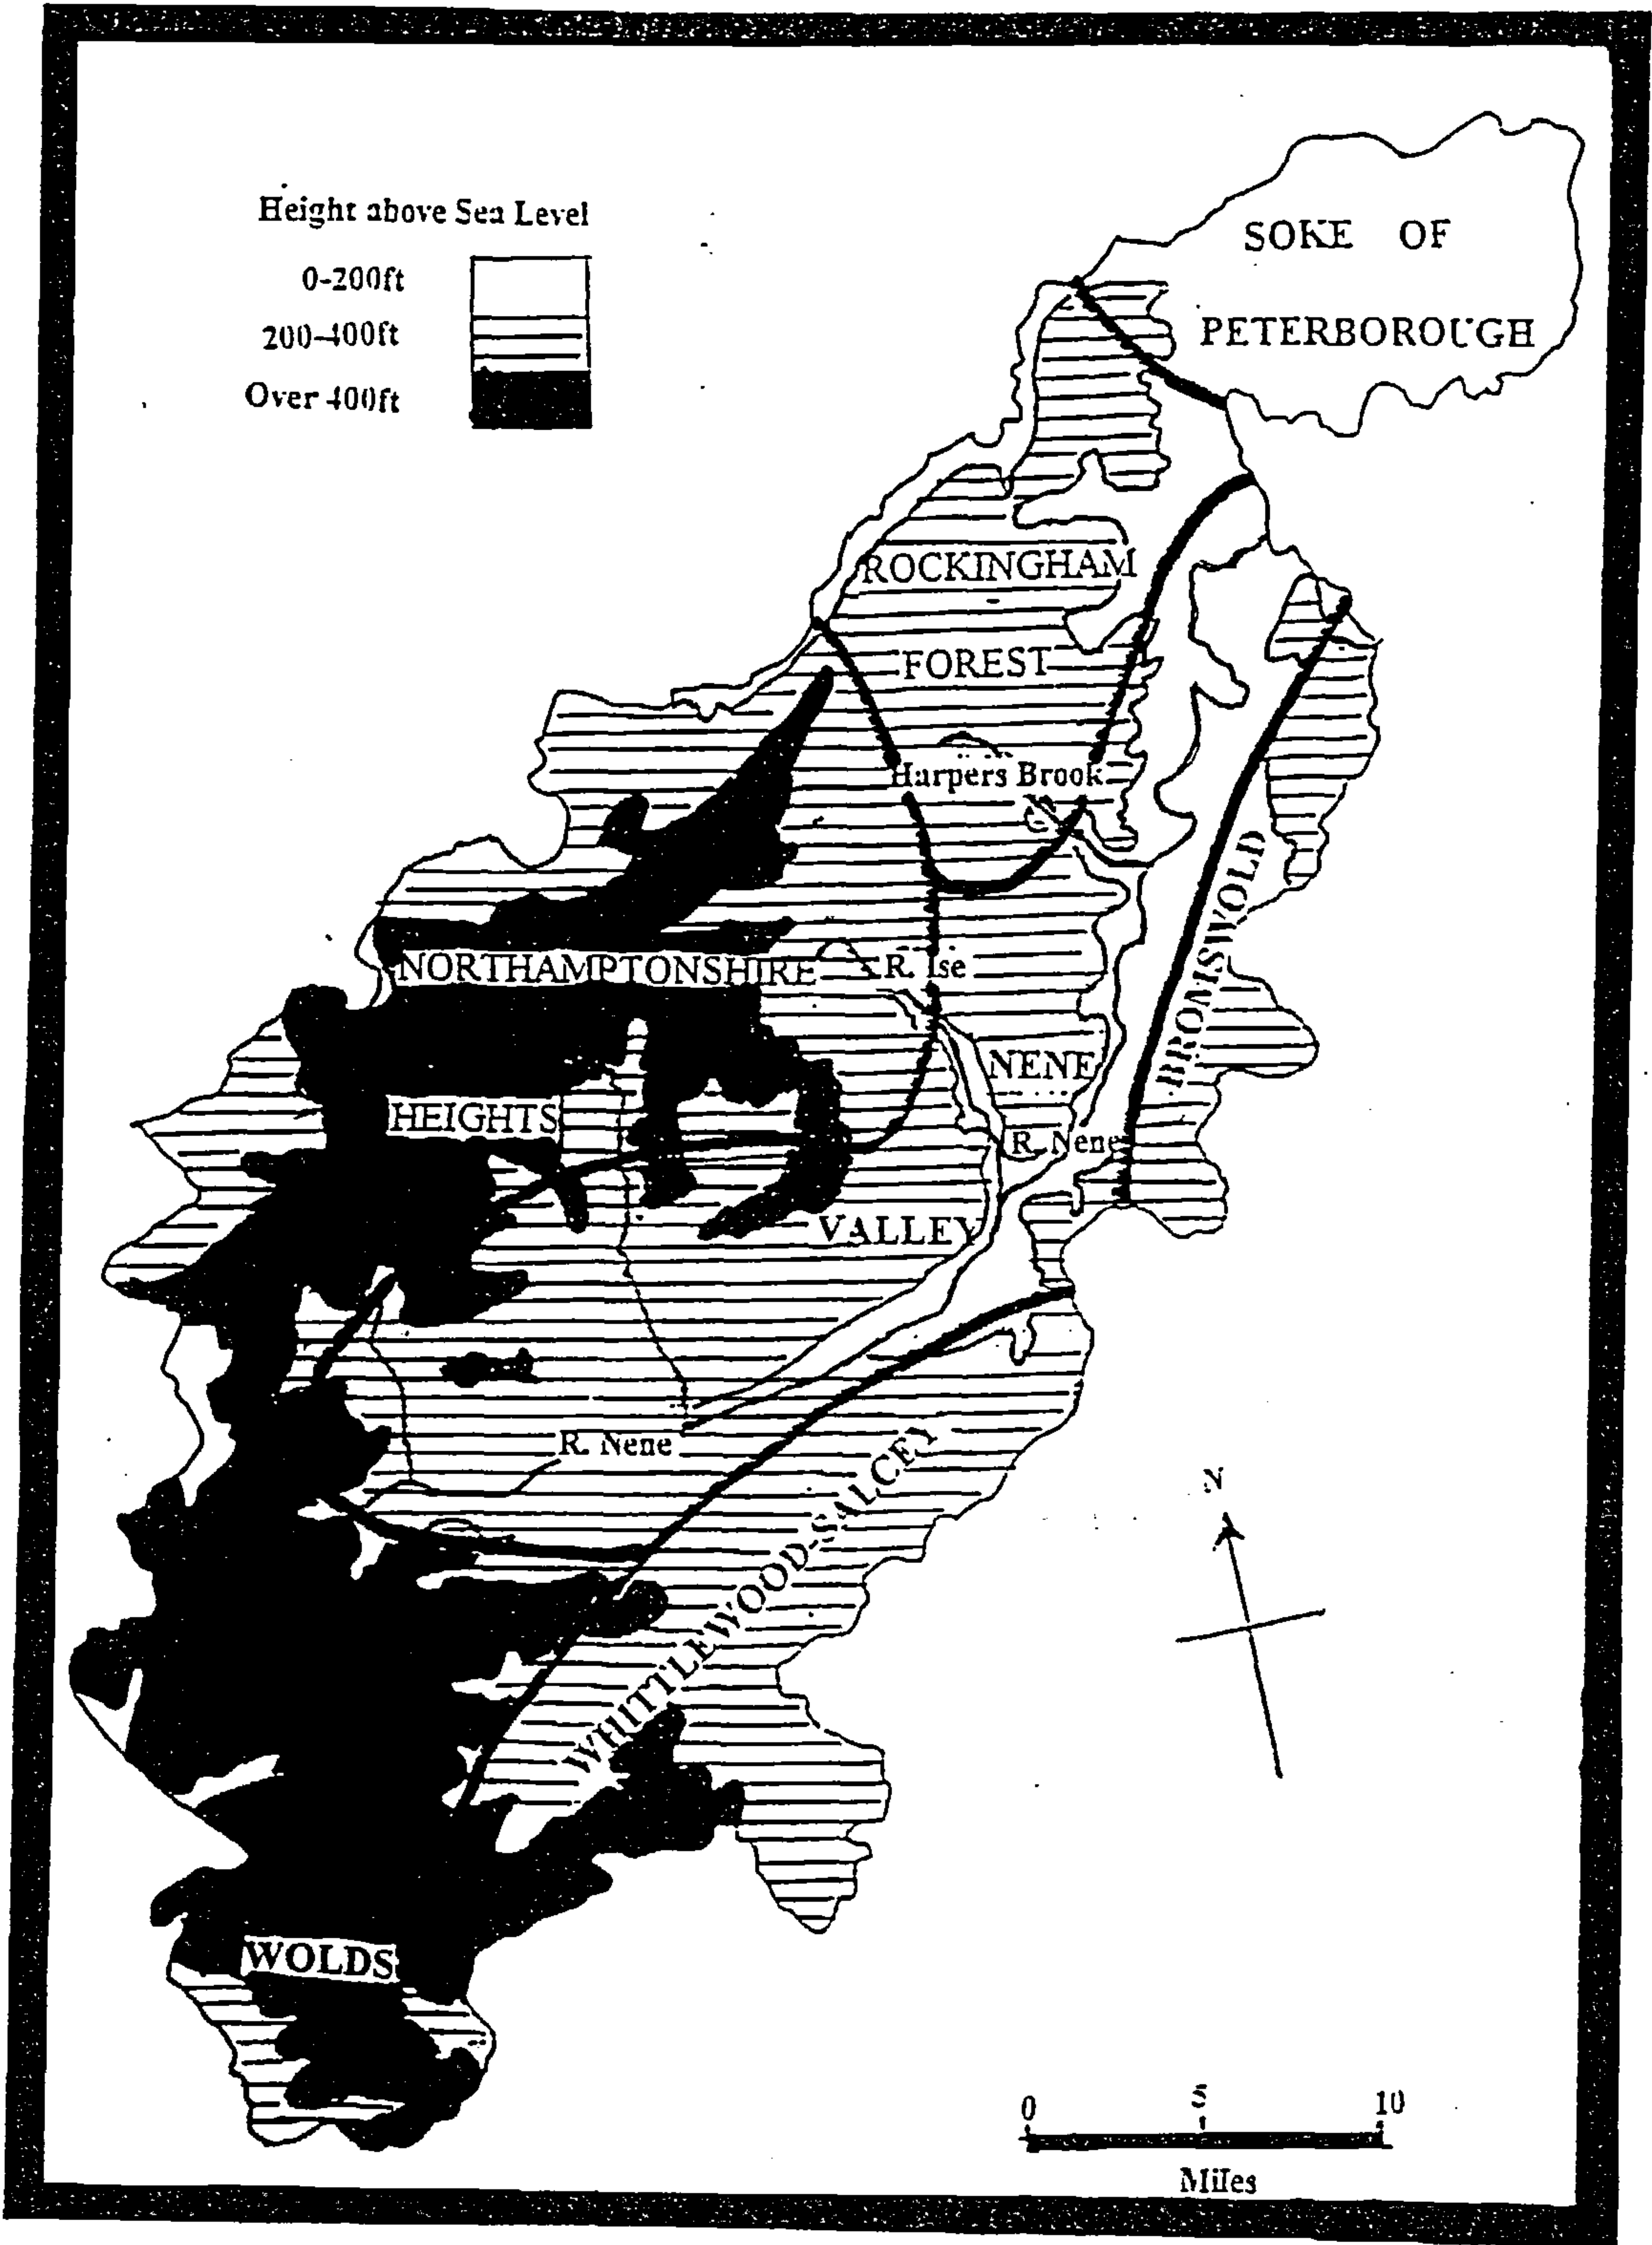 Height above Sea Level
0-200ft
200-400ft
Over 400ft
SOKE OF
PETERBOROUGH
ROCKINGHAM
FOREST
Harpers Brook
BROMSWOLD
NORTHAMPTONSHIRE
R. Ise
NENE
HEIGHTS
R. Nene
VALLEY
R. Nene
WHITTLEWOOD-SALCEY
N
WOLDS
0 5 10
Miles